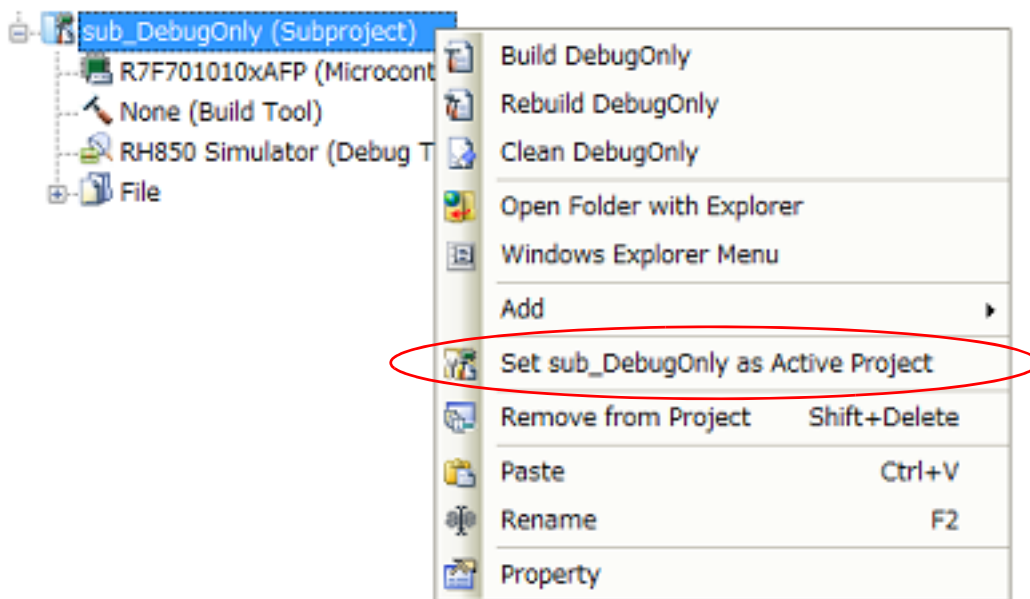 sub_DebugOnly (Subproject)
R7F701010xAFP (Microcont
None (Build Tool)
RH850 Simulator (Debug T
File
Build DebugOnly
Rebuild DebugOnly
Clean DebugOnly
Open Folder with Explorer
Windows Explorer Menu
Add
Set sub_DebugOnly as Active Project
Remove from Project Shift+Delete
Paste Ctrl+V
Rename F2
Property